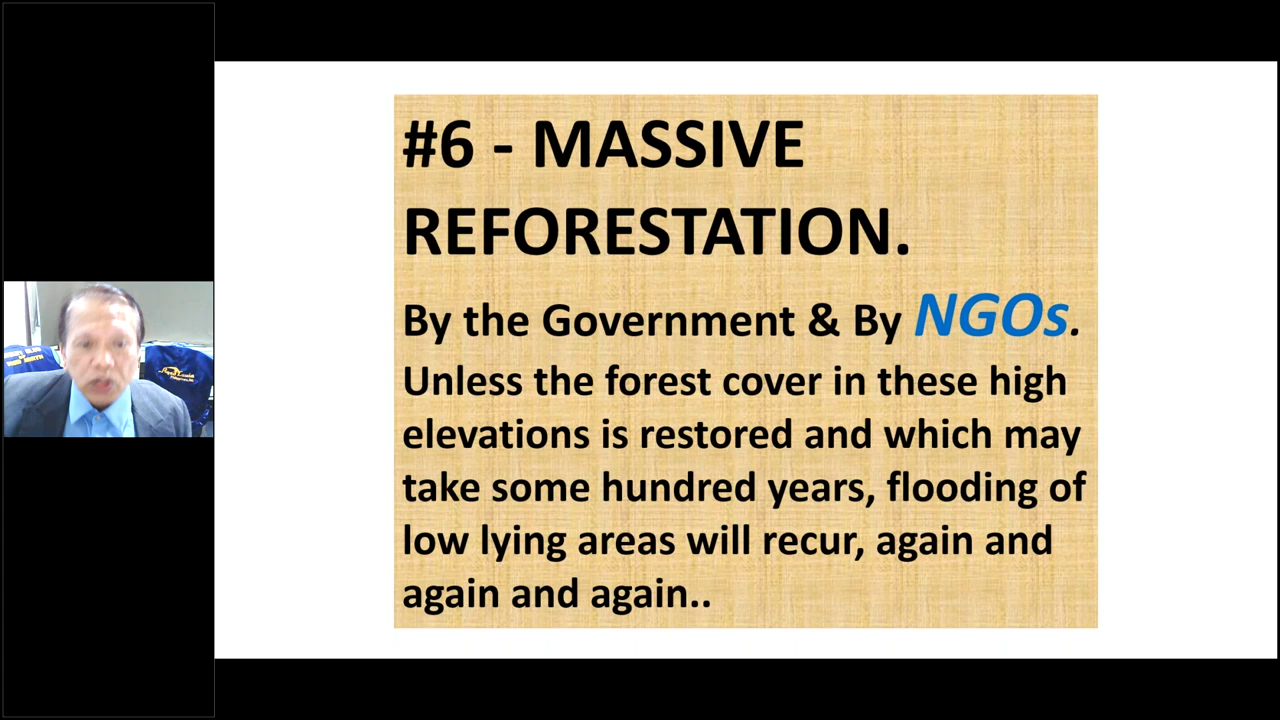 #6 - MASSIVE
REFORESTATION.
By the Government & By NGOs.
Unless the forest cover in these high
elevations is restored and which may
take some hundred years, flooding of
low lying areas will recur, again and
again and again..